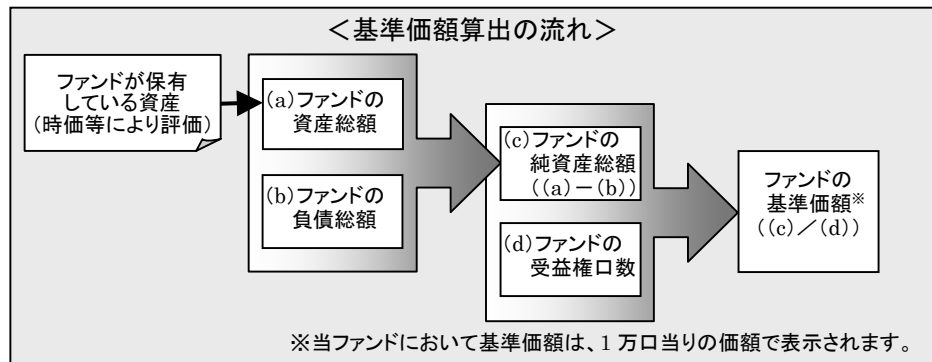 <基準価額算出の流れ>
ファンドが保有
している資産
(時価等により評価)
(a)ファンドの
資産総額
(b)ファンドの
負債総額
(c)ファンドの
純資産総額
((a)-(b))
(d)ファンドの
受益権口数
ファンドの
基準価額※
((c)/(d))
※当ファンドにおいて基準価額は、1万口当りの価額で表示されます。